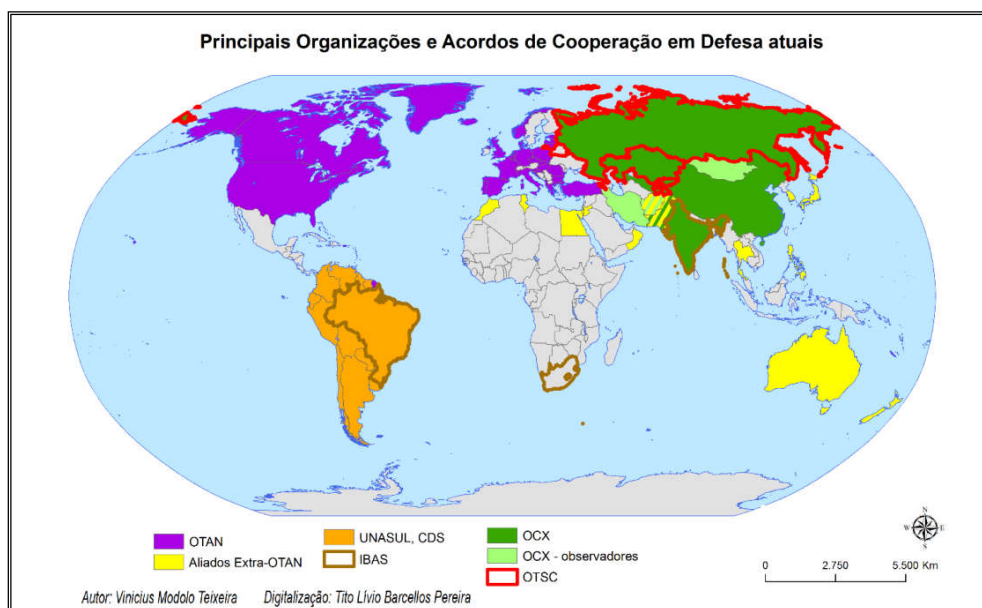 Principais Organizações e Acordos de Cooperação em Defesa atuais
OTAN
Aliados Extra-OTAN
UNASUL, CDS
IBAS
OCX
OCX - observadores
OTSC
N
W E
S
0 2.750 5.500 Km
Autor: Vinicius Modolo Teixeira Digitalização: Tito Lívio Barcellos Pereira